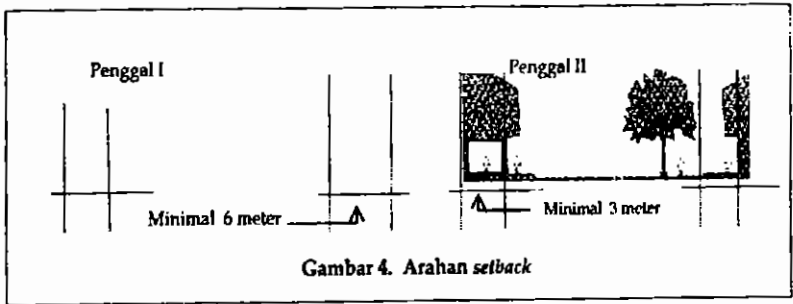 Penggal I
Penggal II
Minimal 6 meter
Minimal 3 meter
Gambar 4. Arahan setback